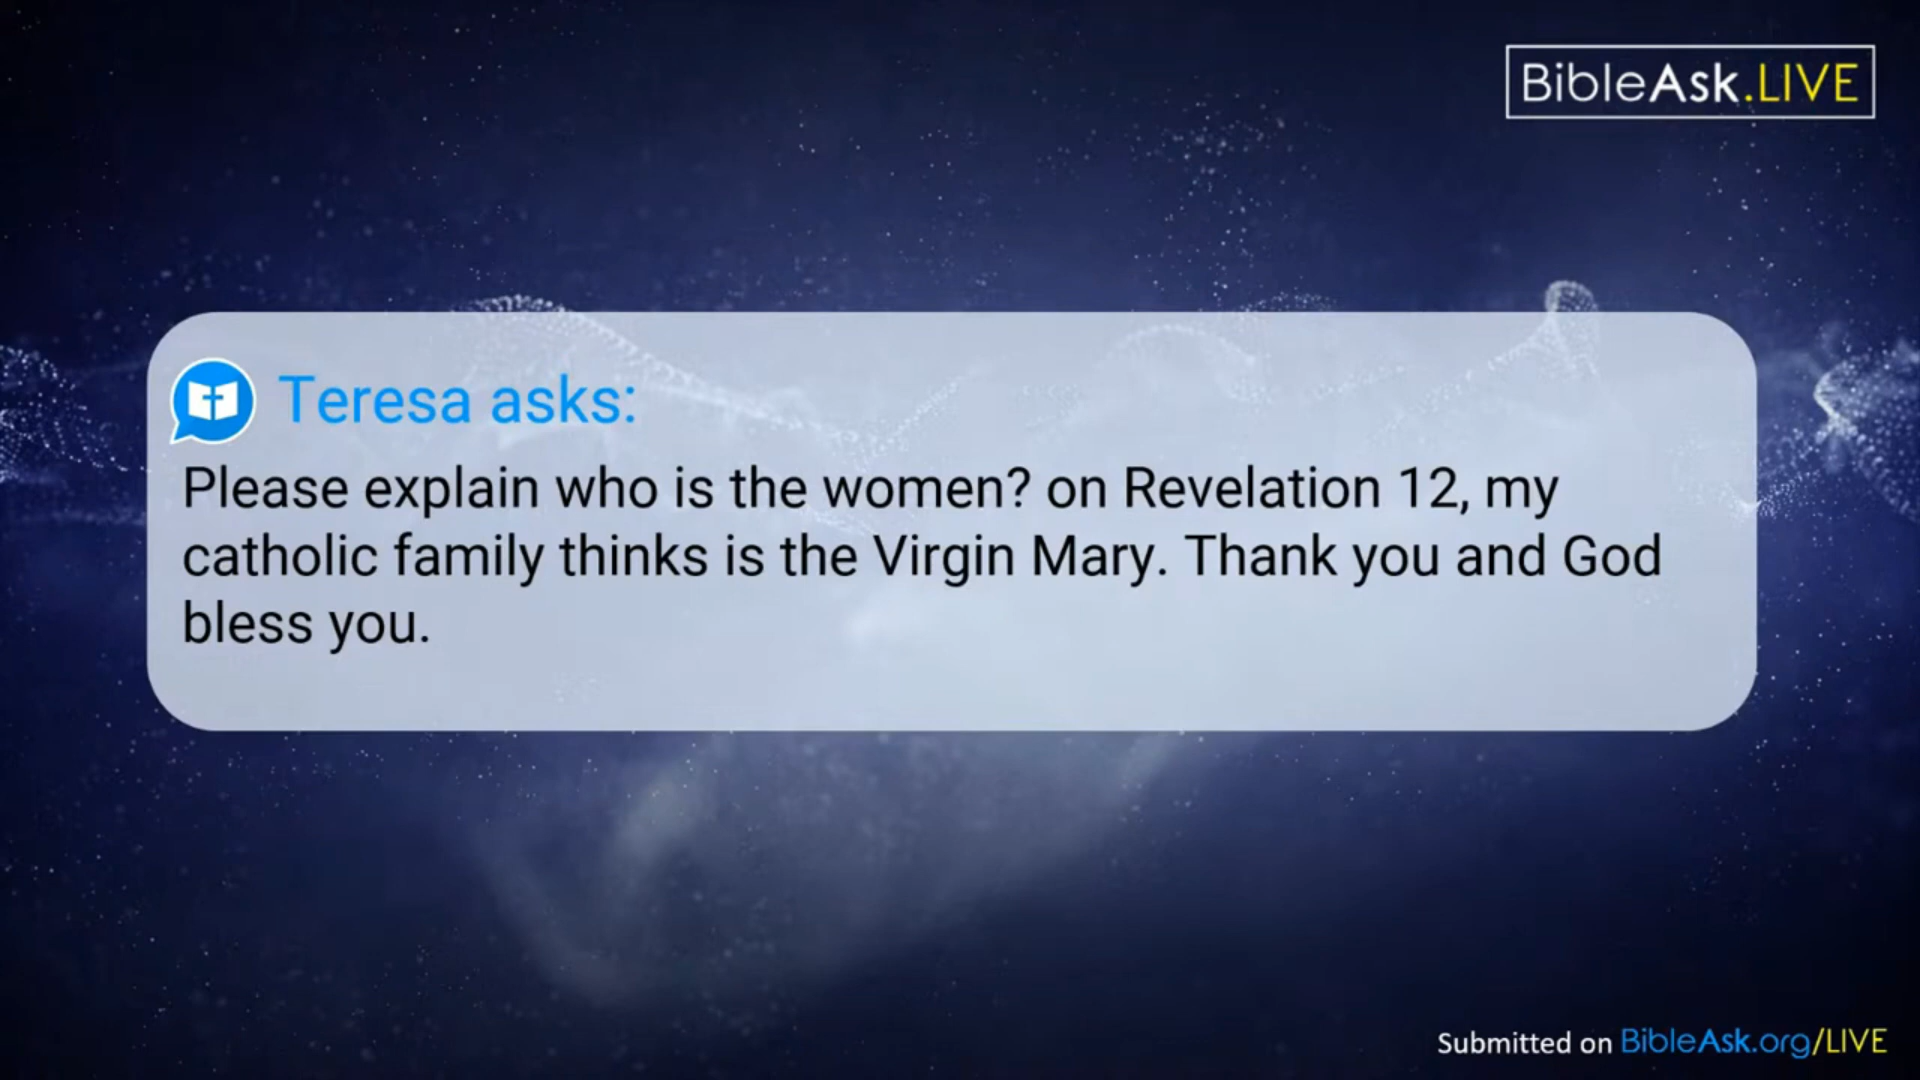 BibleAsk.LIVE
Teresa asks:
Please explain who is the women? on Revelation 12, my
catholic family thinks is the Virgin Mary. Thank you and God
bless you.
Submitted on BibleAsk.org/LIVE